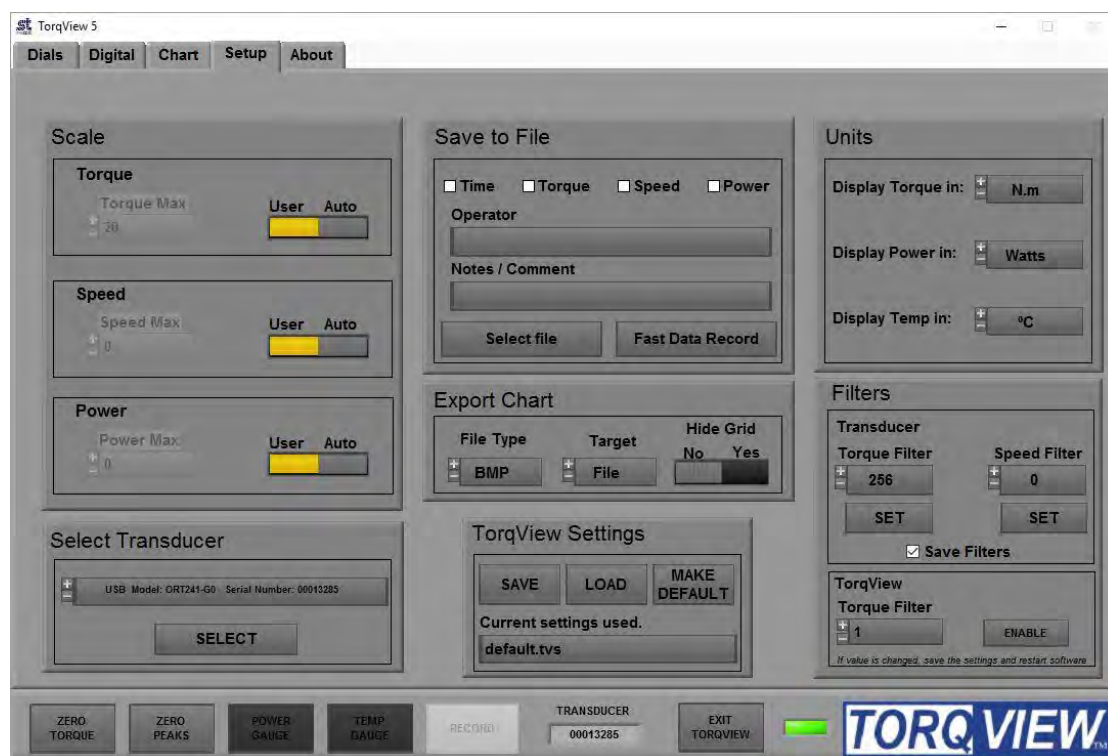 TorqView 5
Dials Digital Chart Setup About
Scale
Torque
Torque Max
20
User Auto
Speed
Speed Max
0
User Auto
Power
Power Max
0
User Auto
Select Transducer
USB Model: ORT241-G0 Serial Number: 00013285
SELECT
Save to File
Time Torque Speed Power
Operator
Notes / Comment
Select file Fast Data Record
Export Chart
File Type Target Hide Grid
No Yes
BMP File
TorqView Settings
SAVE LOAD MAKE DEFAULT
Current settings used.
default.tvs
Units
Display Torque in: N.m
Display Power in: Watts
Display Temp in: ºC
Filters
Transducer
Torque Filter Speed Filter
256 0
SET SET
Save Filters
TorqView
Torque Filter
1 ENABLE
If value is changed, save the settings and restart software
ZERO TORQUE
ZERO PEAKS
POWER GAUGE
TEMP GAUGE
RECORD
TRANSDUCER
00013285
EXIT TORQVIEW
TORQVIEW